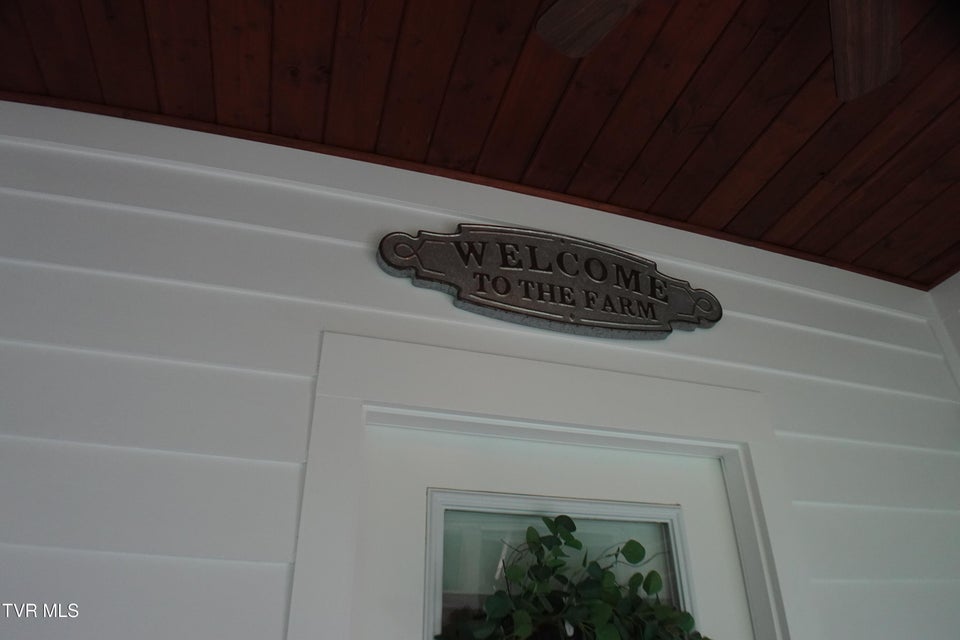 WELCOME
TO THE FARM
TVR MLS